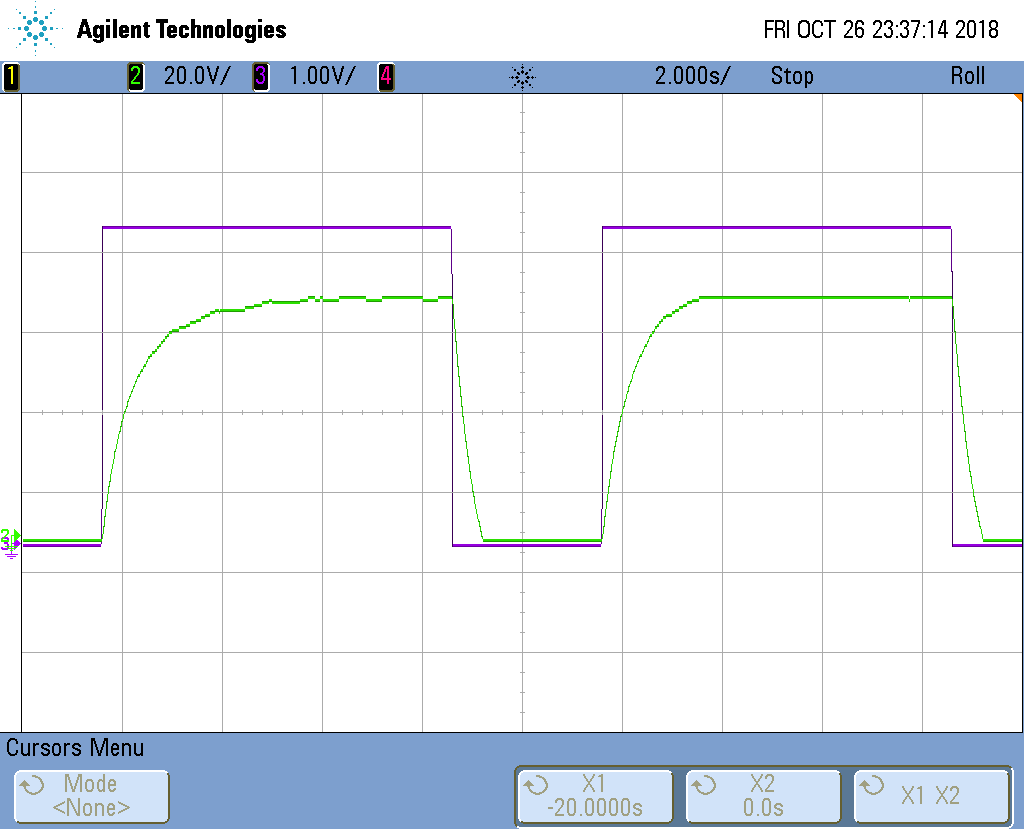 Agilent Technologies
FRI OCT 26 23:37:14 2018
1 2 20.0V/ 3 1.00V/ 4 2.000s/ Stop Roll
2
3
Cursors Menu
Mode
<None>
X1
-20.0000s
X2
0.0s
X1 X2